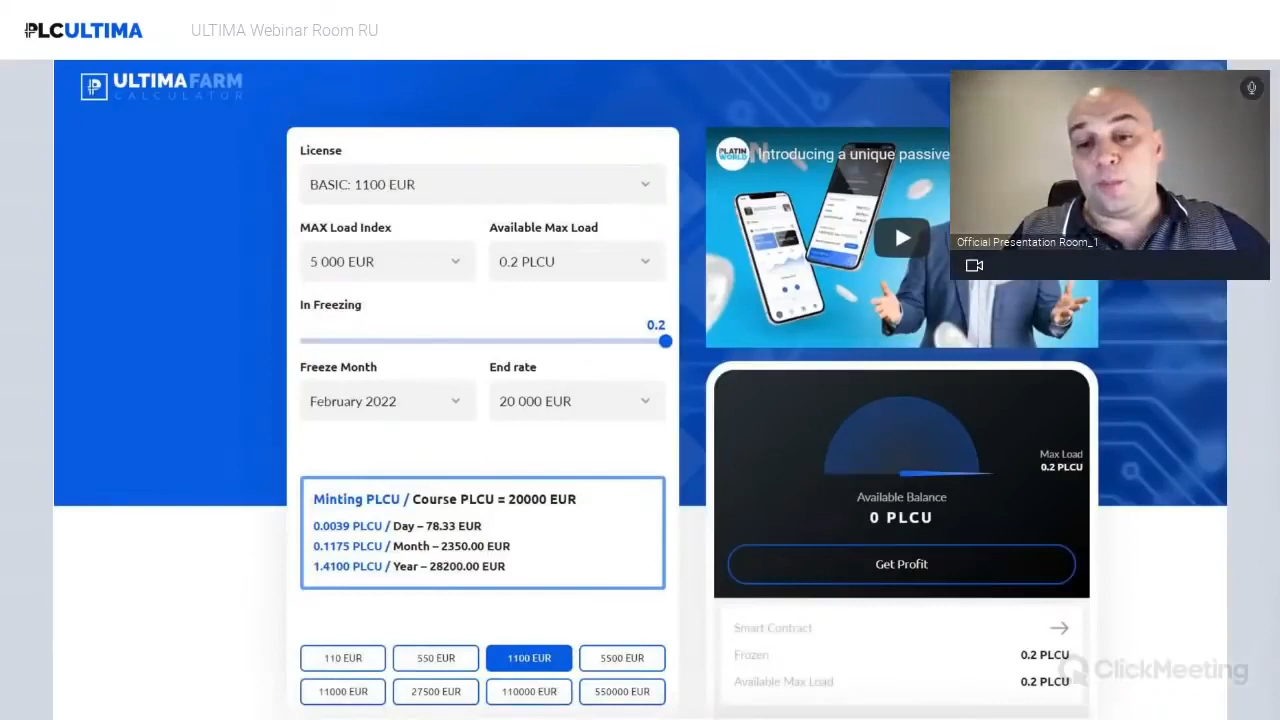 PLCULTIMA
ULTIMA Webinar Room RU
ULTIMA FARM
CALCULATOR
License
BASIC: 1100 EUR
MAX Load Index
Available Max Load
5 000 EUR
0.2 PLCU
In Freezing
0.2
Freeze Month
End rate
February 2022
20 000 EUR
Minting PLCU / Course PLCU = 20000 EUR
0.0039 PLCU / Day – 78.33 EUR
0.1175 PLCU / Month – 2350.00 EUR
1.4100 PLCU / Year – 28200.00 EUR
110 EUR
550 EUR
1100 EUR
5500 EUR
11000 EUR
27500 EUR
110000 EUR
550000 EUR
PLATIN
WORLD
Introducing a unique passive
Official Presentation Room_1
Max Load
0.2 PLCU
Available Balance
0 PLCU
Get Profit
Smart Contract
Frozen
0.2 PLCU
Available Max Load
0.2 PLCU
ClickMeeting